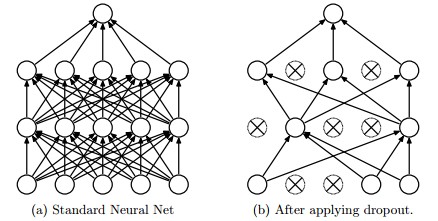 (a) Standard Neural Net
(b) After applying dropout.